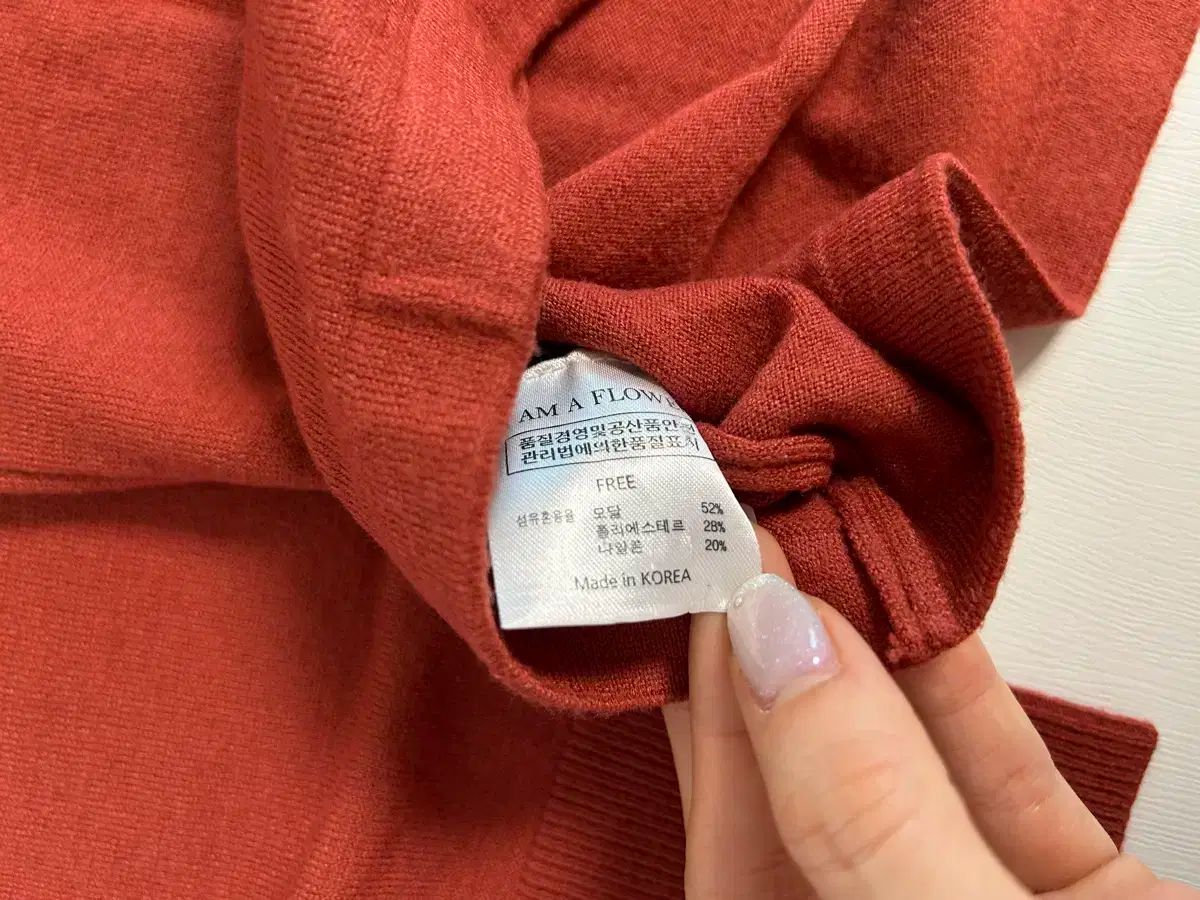 AM A FLOWE
품질경영및공산품안전
관리법에의한품질표시
FREE
섬유혼용율 모달 52%
폴리에스테르 28%
나일론 20%
Made in KOREA